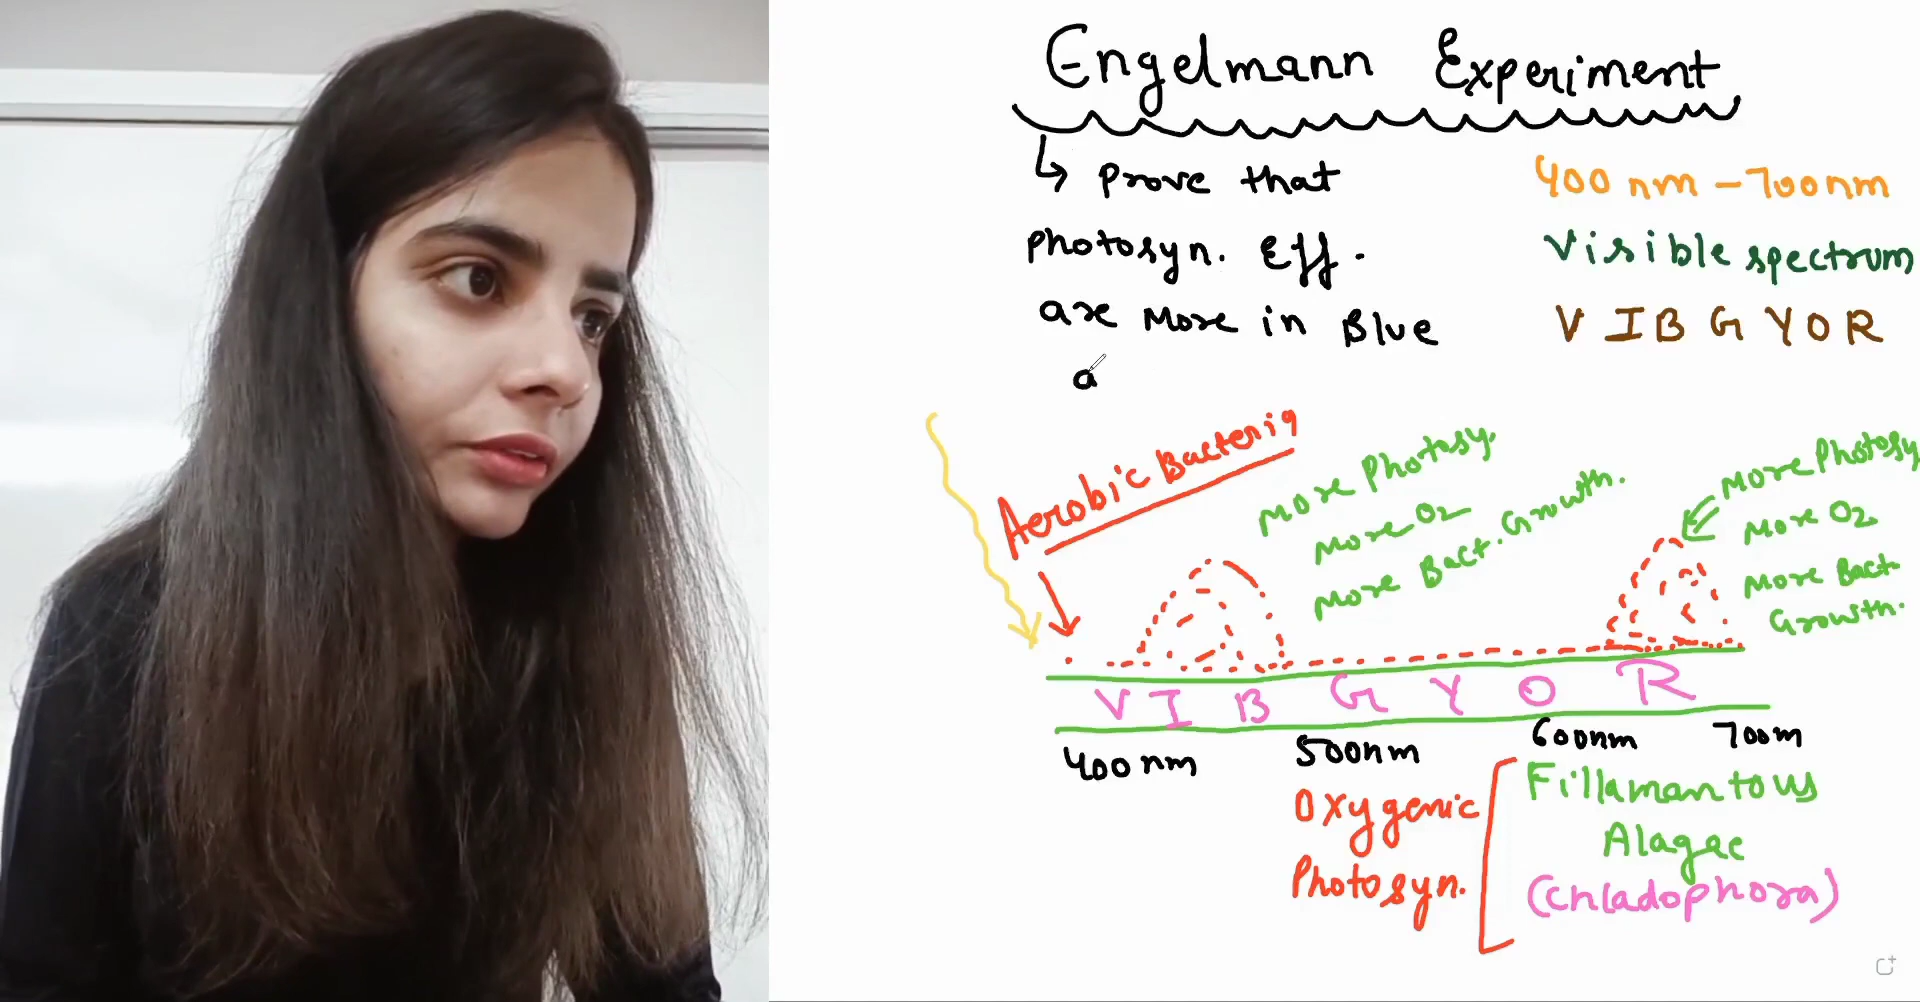 Engelmann Experiment
↳ Prove that
Photosyn. Eff.
are More in Blue
a
400 nm – 700nm
Visible spectrum
V I B G Y O R
Aerobic Bacteria
More Photosy.
More O2
More Bact. Growth.
More Photosy
More O2
More Bact.
Growth.
V I B G Y O R
400nm 500nm 600nm 700m
Oxygenic
Photosyn.
Fillamantous
Alagae
(Chladophora)